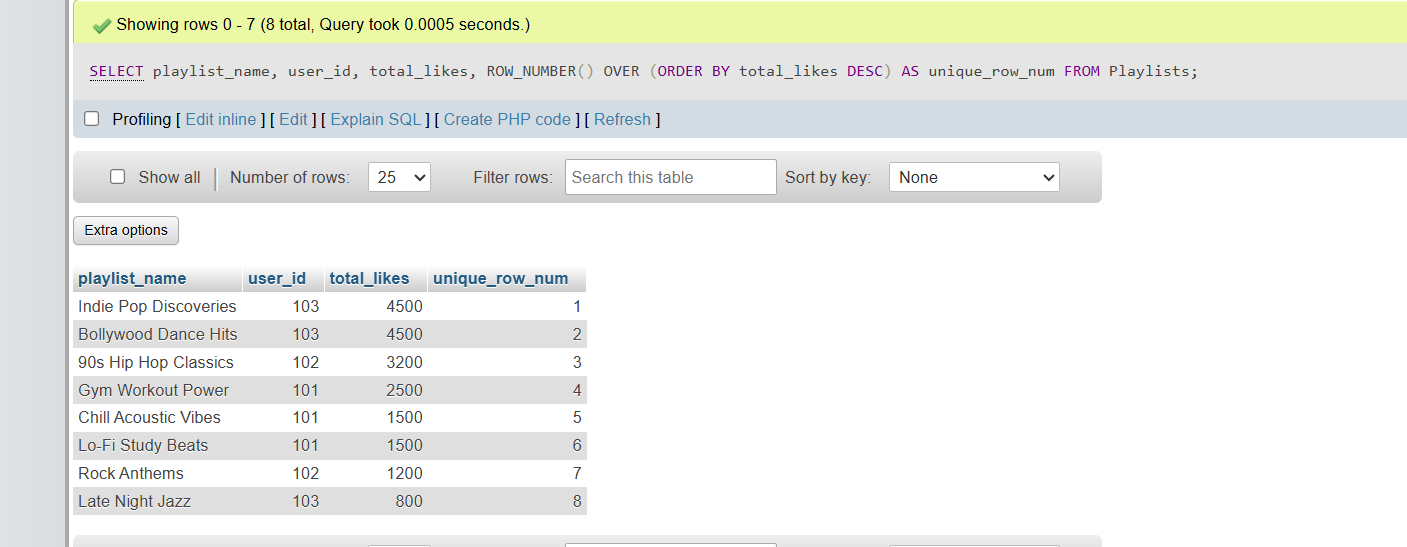 Showing rows 0 - 7 (8 total, Query took 0.0005 seconds.)
SELECT playlist_name, user_id, total_likes, ROW_NUMBER() OVER (ORDER BY total_likes DESC) AS unique_row_num FROM Playlists;
Profiling [ Edit inline ] [ Edit ] [ Explain SQL ] [ Create PHP code ] [ Refresh ]
Show all | Number of rows: 25 Filter rows: Search this table Sort by key: None
Extra options
playlist_name user_id total_likes unique_row_num
Indie Pop Discoveries 103 4500 1
Bollywood Dance Hits 103 4500 2
90s Hip Hop Classics 102 3200 3
Gym Workout Power 101 2500 4
Chill Acoustic Vibes 101 1500 5
Lo-Fi Study Beats 101 1500 6
Rock Anthems 102 1200 7
Late Night Jazz 103 800 8